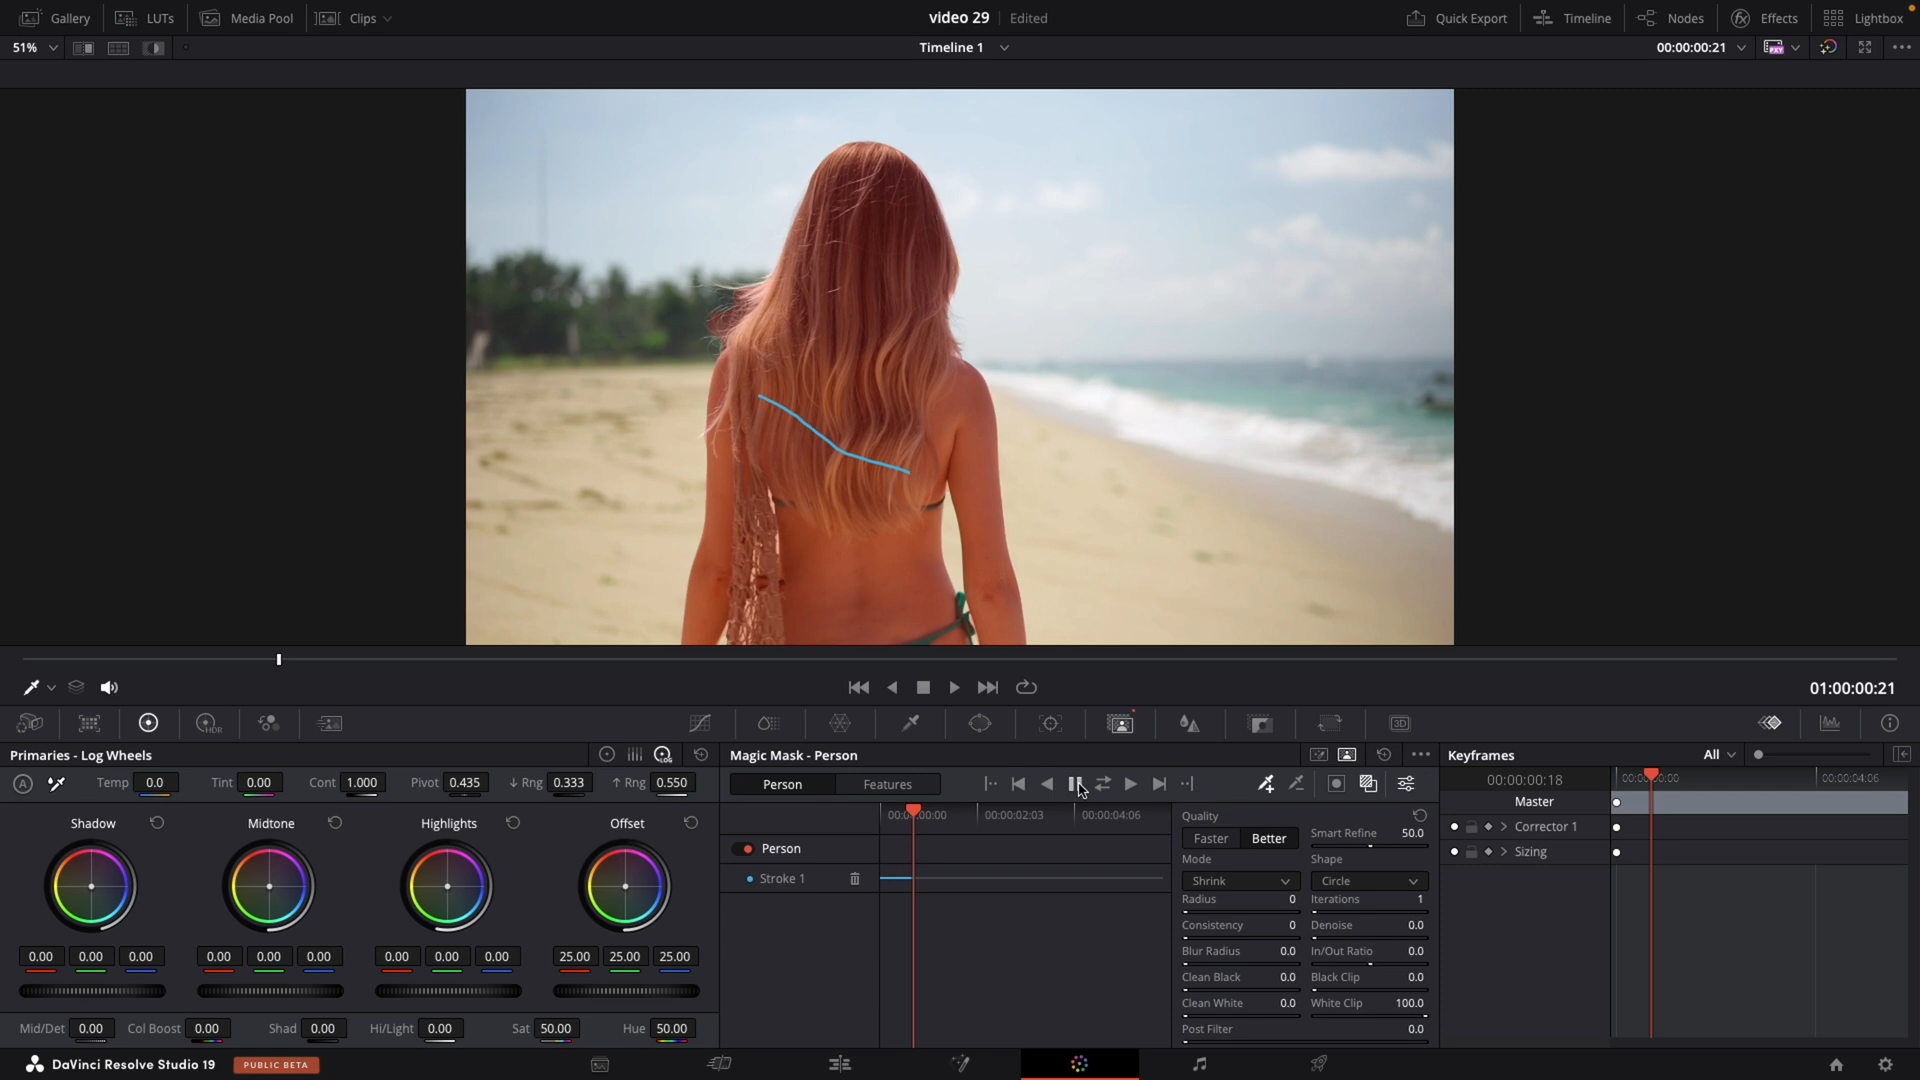 Gallery LUTs Media Pool Clips video 29 Edited Quick Export Timeline Nodes Effects Lightbox
51% Timeline 1 00:00:00:21
01:00:00:21
Primaries - Log Wheels
Temp 0.0 Tint 0.00 Cont 1.000 Pivot 0.435 ↓ Rng 0.333 ↑ Rng 0.550
Shadow Midtone Highlights Offset
0.00 0.00 0.00 0.00 0.00 0.00 0.00 0.00 0.00 25.00 25.00 25.00
Mid/Det 0.00 Col Boost 0.00 Shad 0.00 Hi/Light 0.00 Sat 50.00 Hue 50.00
Magic Mask - Person
Person Features
00:00:02:03 00:00:04:06
Person
Stroke 1
Quality
Faster Better Smart Refine 50.0
Mode Shape
Shrink Circle
Radius 0 Iterations 1
Consistency 0 Denoise 0.0
Blur Radius 0.0 In/Out Ratio 0.0
Clean Black 0.0 Black Clip 0.0
Clean White 0.0 White Clip 100.0
Post Filter 0.0
Keyframes All
00:00:00:18 00:00:04:06
Master
Corrector 1
Sizing
DaVinci Resolve Studio 19 PUBLIC BETA